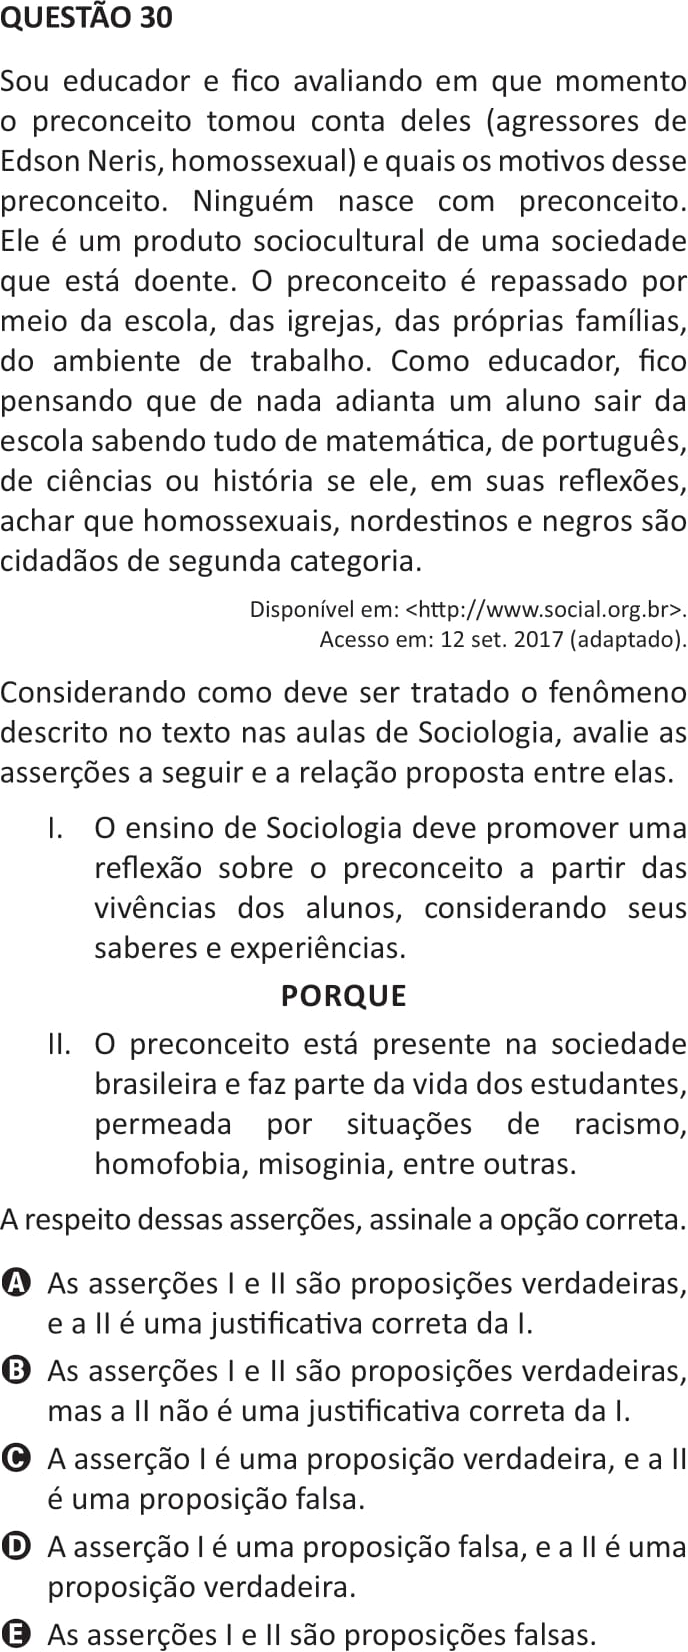 QUESTÃO 30
Sou educador e fico avaliando em que momento
o preconceito tomou conta deles (agressores de
Edson Neris, homossexual) e quais os motivos desse
preconceito. Ninguém nasce com preconceito.
Ele é um produto sociocultural de uma sociedade
que está doente. O preconceito é repassado por
meio da escola, das igrejas, das próprias famílias,
do ambiente de trabalho. Como educador, fico
pensando que de nada adianta um aluno sair da
escola sabendo tudo de matemática, de português,
de ciências ou história se ele, em suas reflexões,
achar que homossexuais, nordestinos e negros são
cidadãos de segunda categoria.
Disponível em: <http://www.social.org.br>.
Acesso em: 12 set. 2017 (adaptado).
Considerando como deve ser tratado o fenômeno
descrito no texto nas aulas de Sociologia, avalie as
asserções a seguir e a relação proposta entre elas.
I. O ensino de Sociologia deve promover uma
reflexão sobre o preconceito a partir das
vivências dos alunos, considerando seus
saberes e experiências.
PORQUE
II. O preconceito está presente na sociedade
brasileira e faz parte da vida dos estudantes,
permeada por situações de racismo,
homofobia, misoginia, entre outras.
A respeito dessas asserções, assinale a opção correta.
A As asserções I e II são proposições verdadeiras,
e a II é uma justificativa correta da I.
B As asserções I e II são proposições verdadeiras,
mas a II não é uma justificativa correta da I.
C A asserção I é uma proposição verdadeira, e a II
é uma proposição falsa.
D A asserção I é uma proposição falsa, e a II é uma
proposição verdadeira.
E As asserções I e II são proposições falsas.